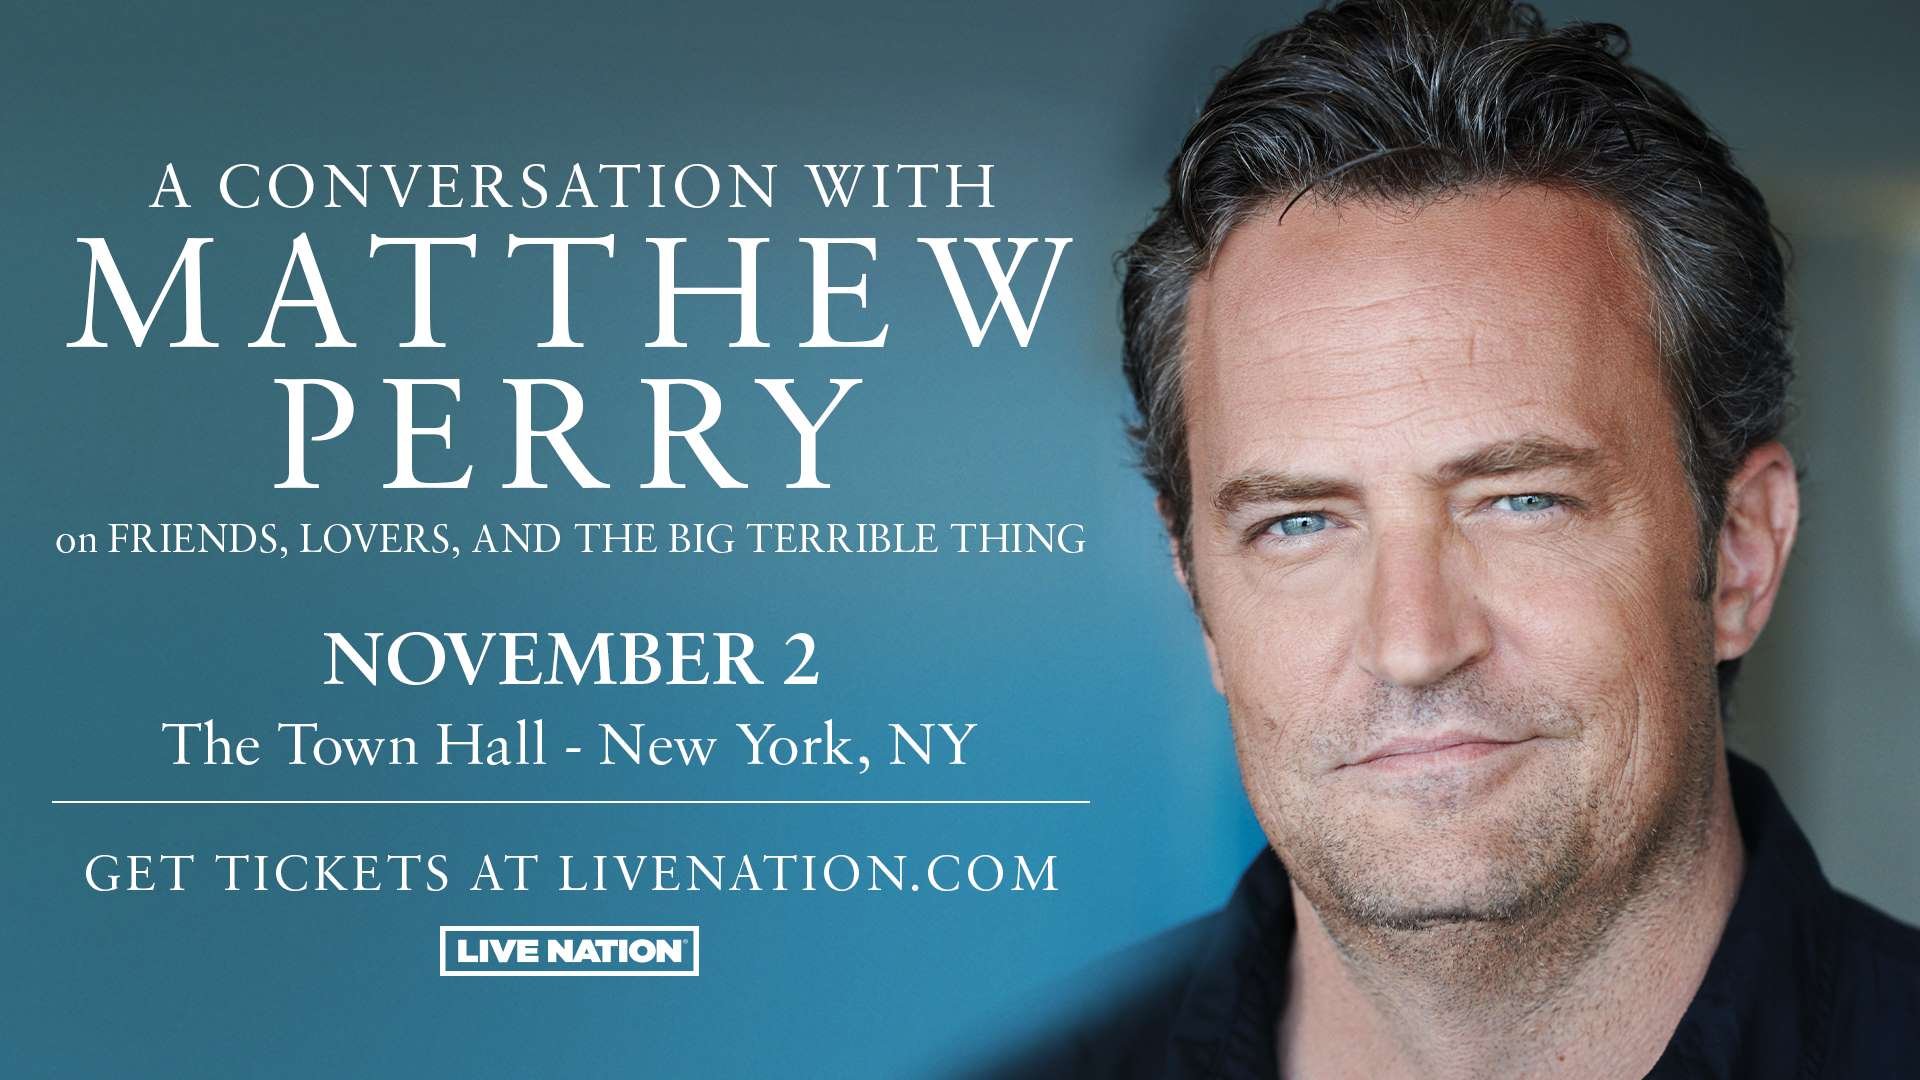 A CONVERSATION WITH
MATTHEW
PERRY
on FRIENDS, LOVERS, AND THE BIG TERRIBLE THING
NOVEMBER 2
The Town Hall - New York, NY
GET TICKETS AT LIVENATION.COM
LIVE NATION®